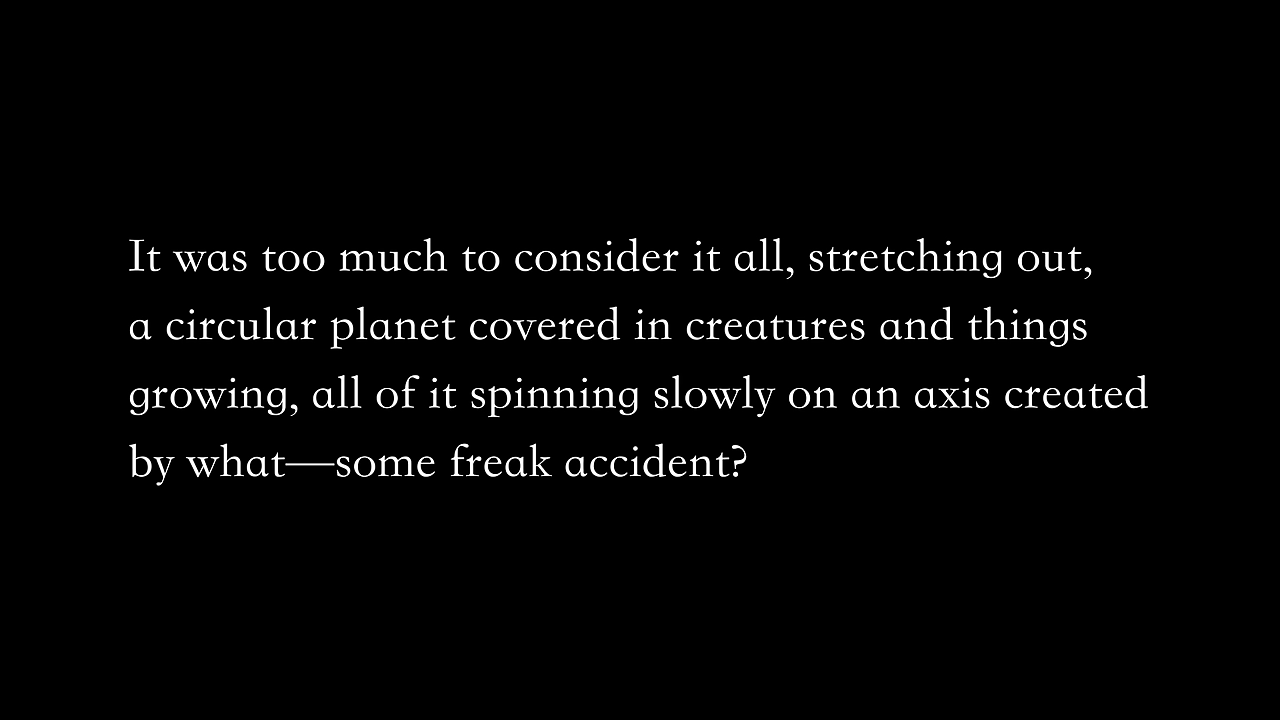 It was too much to consider it all, stretching out,
a circular planet covered in creatures and things
growing, all of it spinning slowly on an axis created
by what—some freak accident?